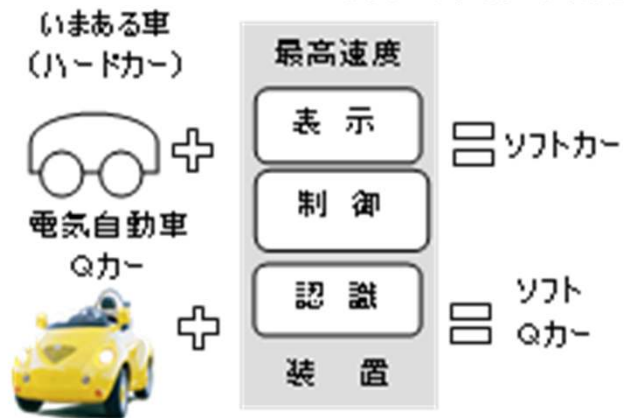 いまある車
（ハードカー）
最高速度
表 示
ソフトカー
制 御
電気自動車
Qカー
認 識
ソフト
Qカー
装 置